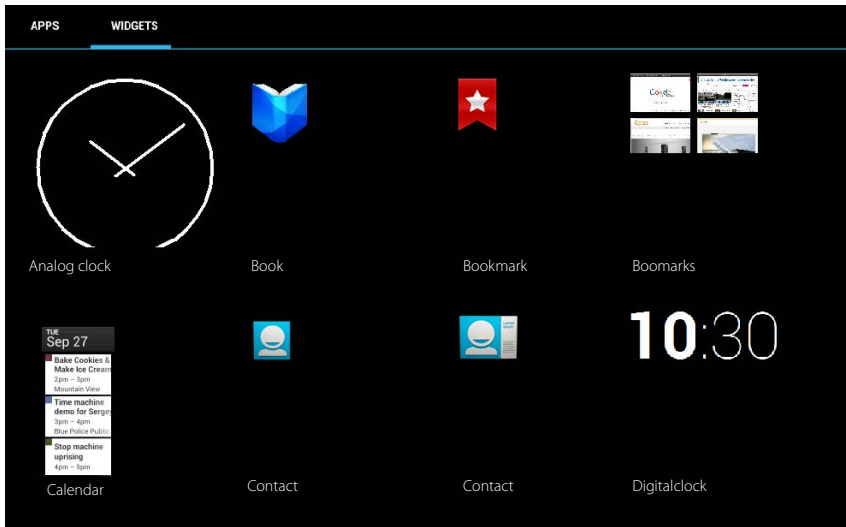 APPS WIDGETS
Analog clock Book Bookmark Boomarks
TUE
Sep 27
Bake Cookies &
Make Ice Cream
2pm – 3pm
Mountain View
Time machine
demo for Sergey
3pm – 4pm
Blue Police Public
Stop machine
uprising
4pm – 5pm
10:30
Calendar Contact Contact Digitalclock